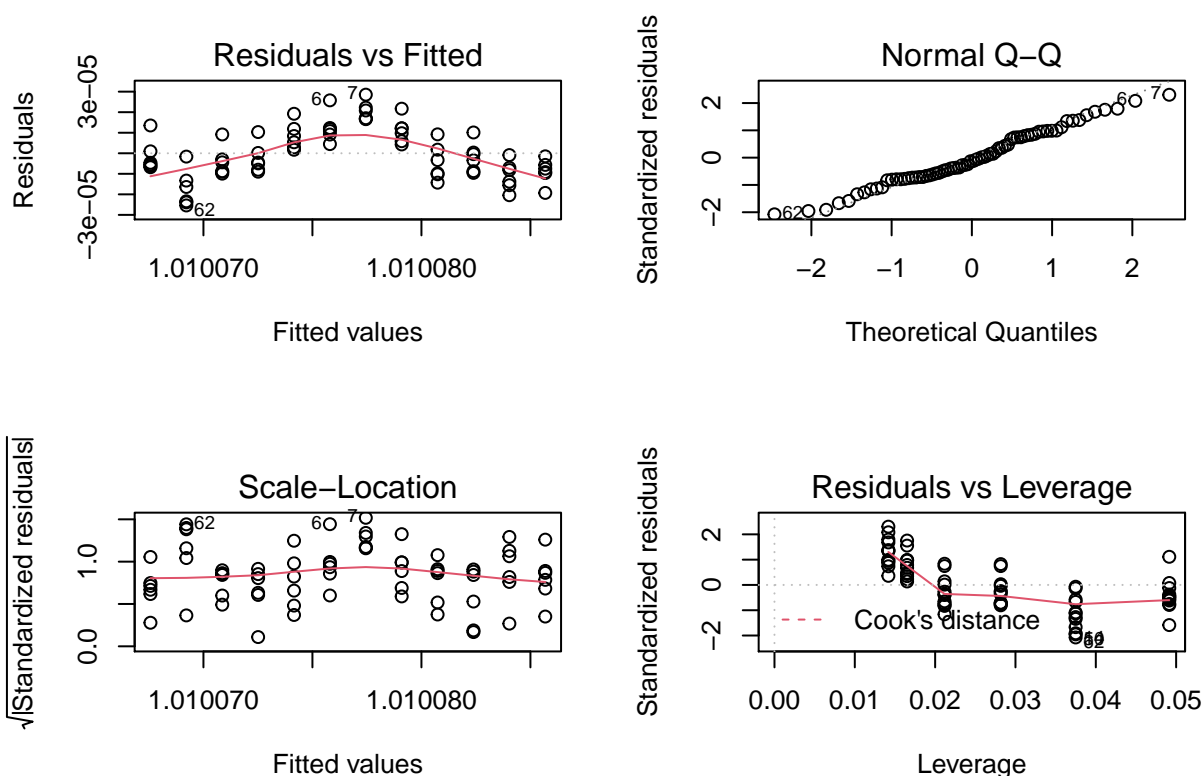 Residuals vs Fitted
Residuals
−3e−05
3e−05
6
7
62
1.010070
1.010080
Fitted values
Normal Q−Q
Standardized residuals
−2
0
2
62
6
7
−2
−1
0
1
2
Theoretical Quantiles
Scale−Location
√|Standardized residuals|
0.0
1.0
62
6
7
1.010070
1.010080
Fitted values
Residuals vs Leverage
Standardized residuals
−2
0
2
Cook's distance
62
0.00
0.01
0.02
0.03
0.04
0.05
Leverage